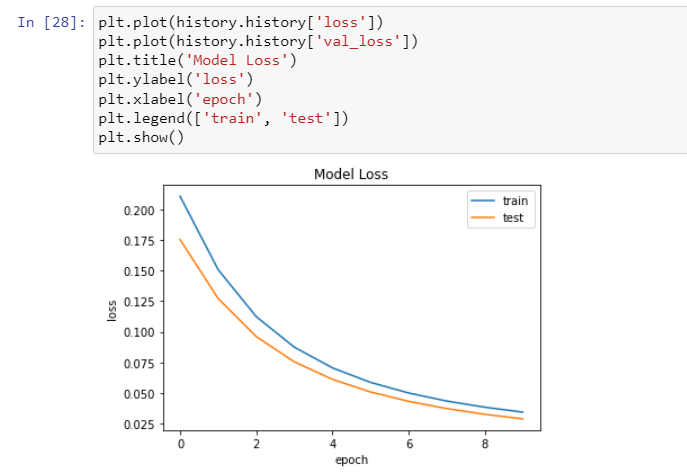 In [28]: plt.plot(history.history['loss'])
plt.plot(history.history['val_loss'])
plt.title('Model Loss')
plt.ylabel('loss')
plt.xlabel('epoch')
plt.legend(['train', 'test'])
plt.show()
Model Loss
train
test
0.200
0.175
0.150
0.125
0.100
0.075
0.050
0.025
loss
0 2 4 6 8
epoch